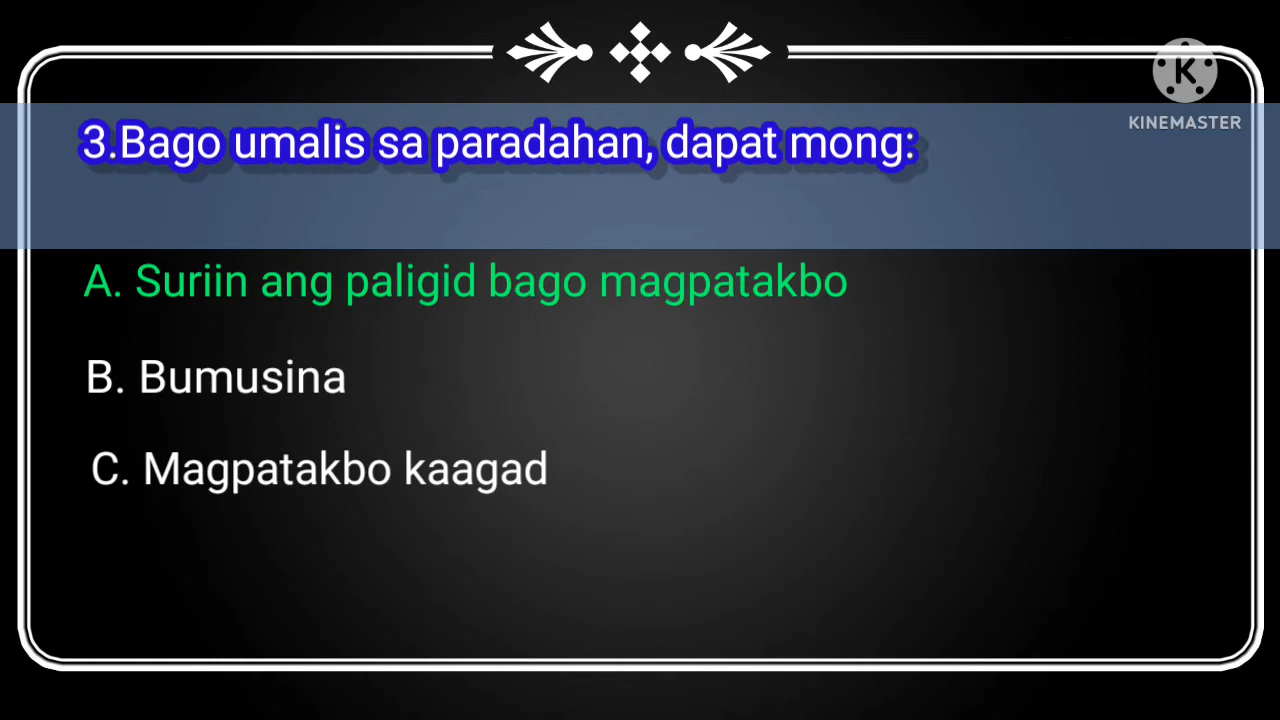 K
KINEMASTER
3.Bago umalis sa paradahan, dapat mong:
A. Suriin ang paligid bago magpatakbo
B. Bumusina
C. Magpatakbo kaagad